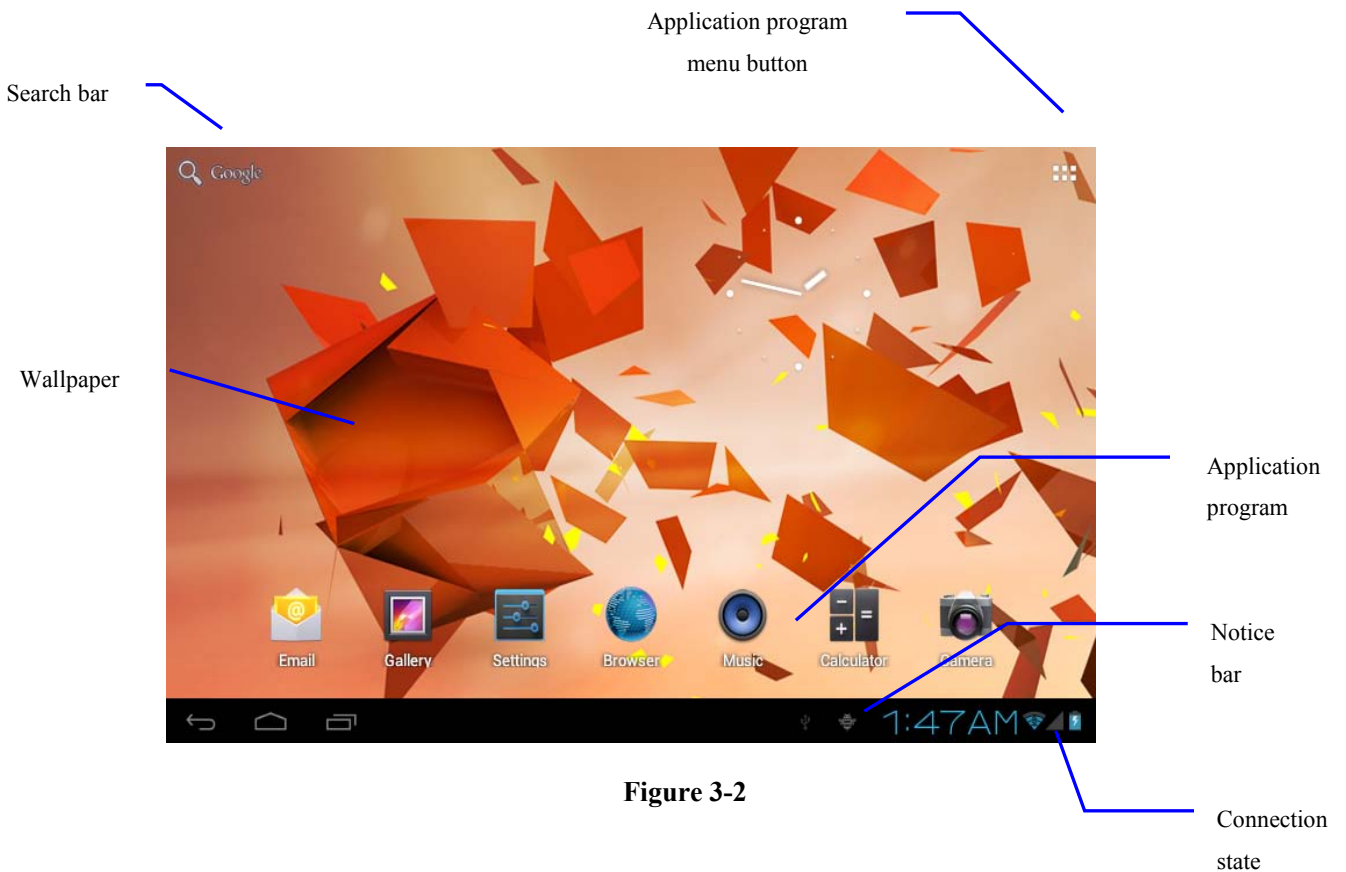 Application program
menu button
Search bar
Google
Wallpaper
Application
program
Email
Gallery
Settings
Browser
Music
Calculator
Camera
Notice
bar
1:47AM
Figure 3-2
Connection
state